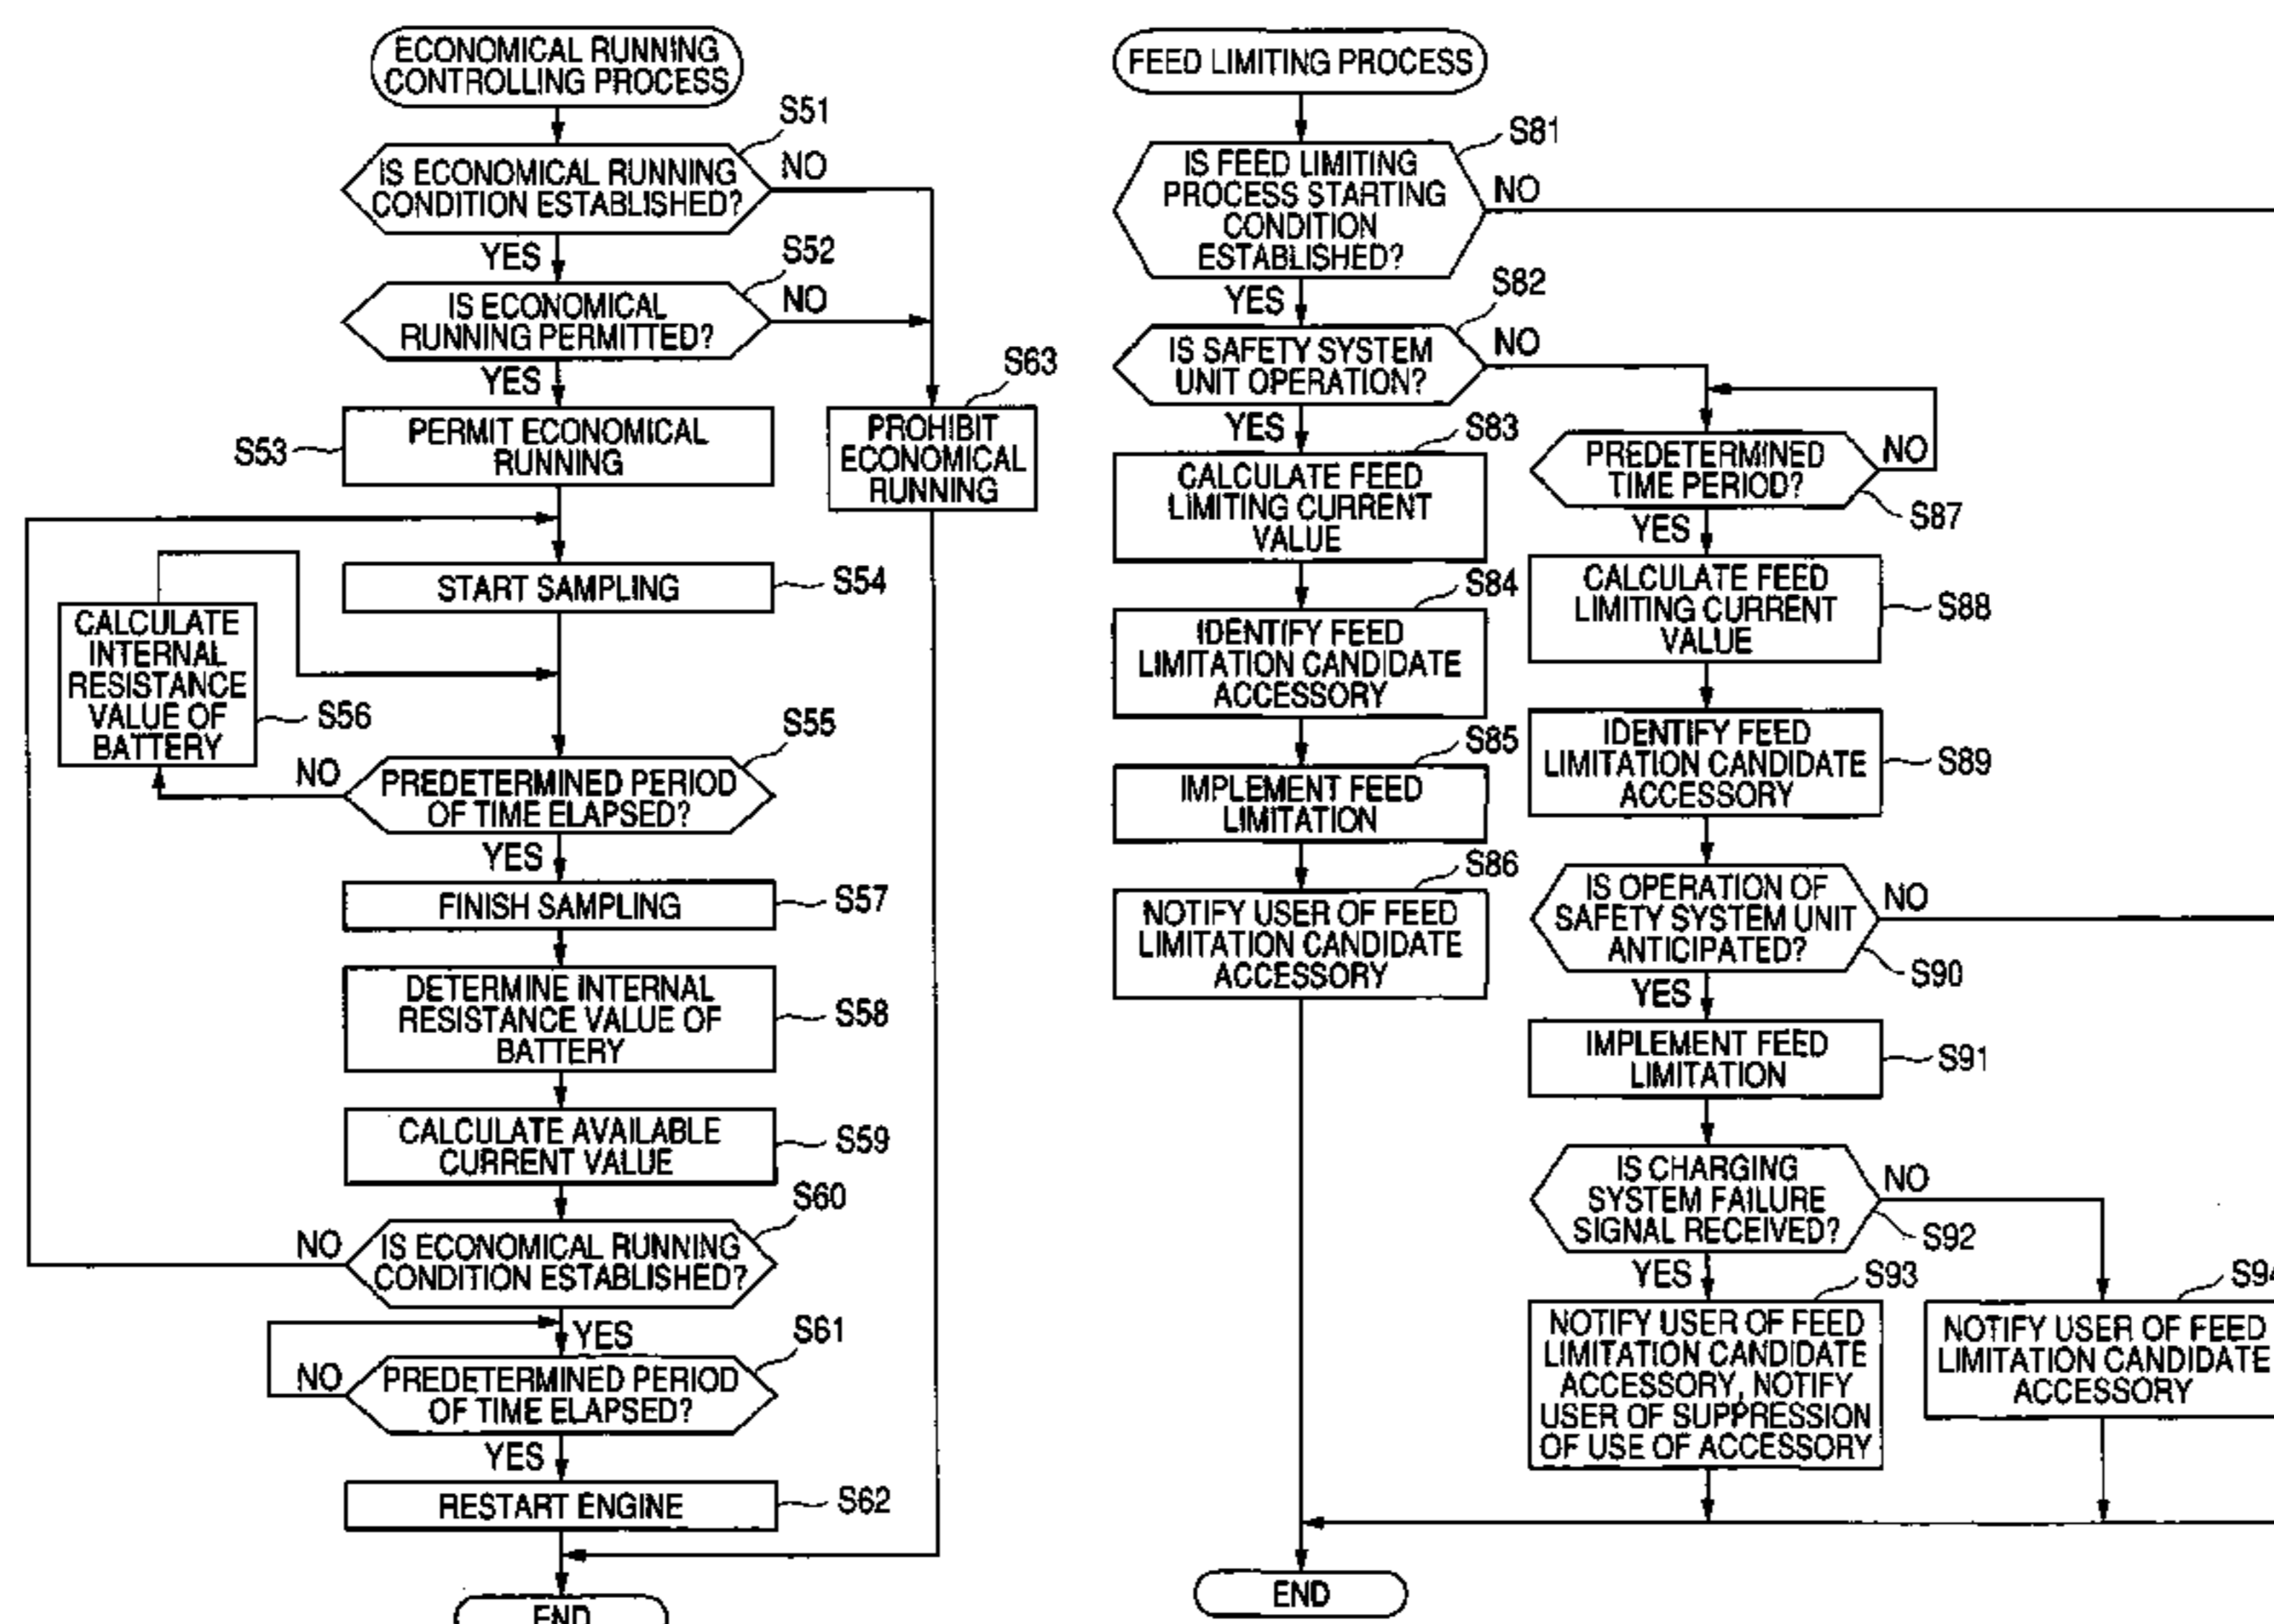 ECONOMICAL RUNNING
CONTROLLING PROCESS
S51
IS ECONOMICAL RUNNING
CONDITION ESTABLISHED?
NO
YES
S52
IS ECONOMICAL
RUNNING PERMITTED?
NO
YES
S63
PROHIBIT
ECONOMICAL
RUNNING
S53
PERMIT ECONOMICAL
RUNNING
START SAMPLING
S54
CALCULATE
INTERNAL
RESISTANCE
VALUE OF
BATTERY
S56
S55
NO
PREDETERMINED PERIOD
OF TIME ELAPSED?
YES
FINISH SAMPLING
S57
DETERMINE INTERNAL
RESISTANCE VALUE OF
BATTERY
S58
CALCULATE AVAILABLE
CURRENT VALUE
S59
S60
NO
IS ECONOMICAL RUNNING
CONDITION ESTABLISHED?
YES
S61
NO
PREDETERMINED PERIOD
OF TIME ELAPSED?
YES
RESTART ENGINE
S62
END
FEED LIMITING PROCESS
S81
IS FEED LIMITING
PROCESS STARTING
CONDITION
ESTABLISHED?
NO
YES
S82
IS SAFETY SYSTEM
UNIT OPERATION?
NO
YES
S83
CALCULATE FEED
LIMITING CURRENT
VALUE
S84
IDENTIFY FEED
LIMITATION CANDIDATE
ACCESSORY
S85
IMPLEMENT FEED
LIMITATION
S86
NOTIFY USER OF FEED
LIMITATION CANDIDATE
ACCESSORY
PREDETERMINED
TIME PERIOD?
NO
S87
YES
CALCULATE FEED
LIMITING CURRENT
VALUE
S88
IDENTIFY FEED
LIMITATION CANDIDATE
ACCESSORY
S89
IS OPERATION OF
SAFETY SYSTEM UNIT
ANTICIPATED?
NO
S90
YES
IMPLEMENT FEED
LIMITATION
S91
IS CHARGING
SYSTEM FAILURE
SIGNAL RECEIVED?
NO
S92
YES
S93
NOTIFY USER OF FEED
LIMITATION CANDIDATE
ACCESSORY, NOTIFY
USER OF SUPPRESSION
OF USE OF ACCESSORY
S94
NOTIFY USER OF FEED
LIMITATION CANDIDATE
ACCESSORY
END